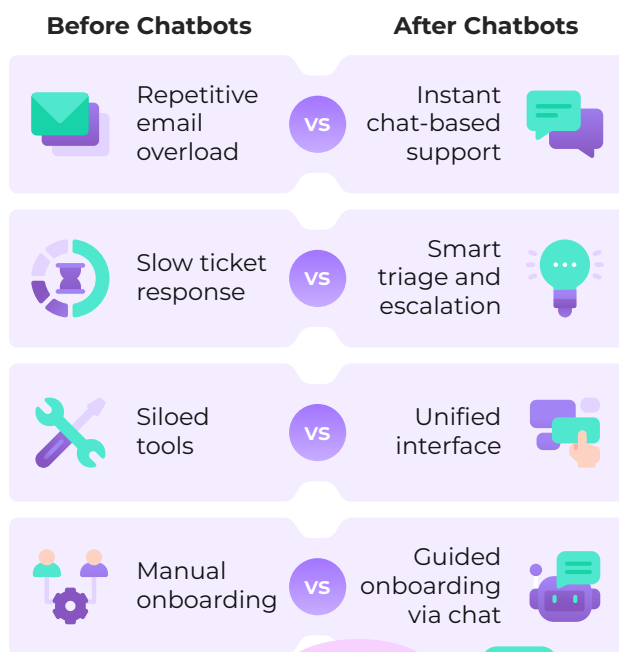 Before Chatbots
After Chatbots
Repetitive
email
overload
VS
Instant
chat-based
support
Slow ticket
response
VS
Smart
triage and
escalation
Siloed
tools
VS
Unified
interface
Manual
onboarding
VS
Guided
onboarding
via chat